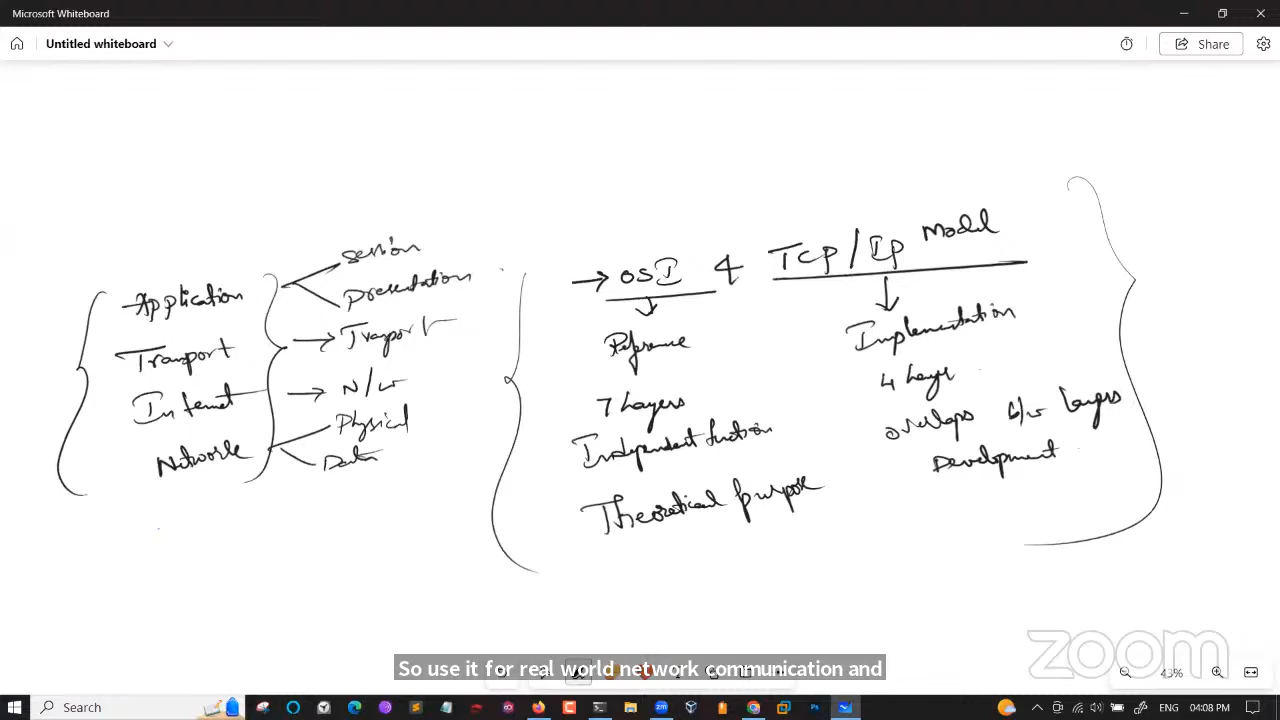 Microsoft Whiteboard
Untitled whiteboard
Share
Application
Transport
Internet
Network
session
presentation
Transport
N/w
Physical
Data
→ OSI & TCP/IP Model
Reference
7 Layers
Independent function
Theoretical purpose
Implementation
4 Layer
overlaps b/w layers
Development
zoom
So use it for real world network communication and
43%
Search
ENG
04:08 PM